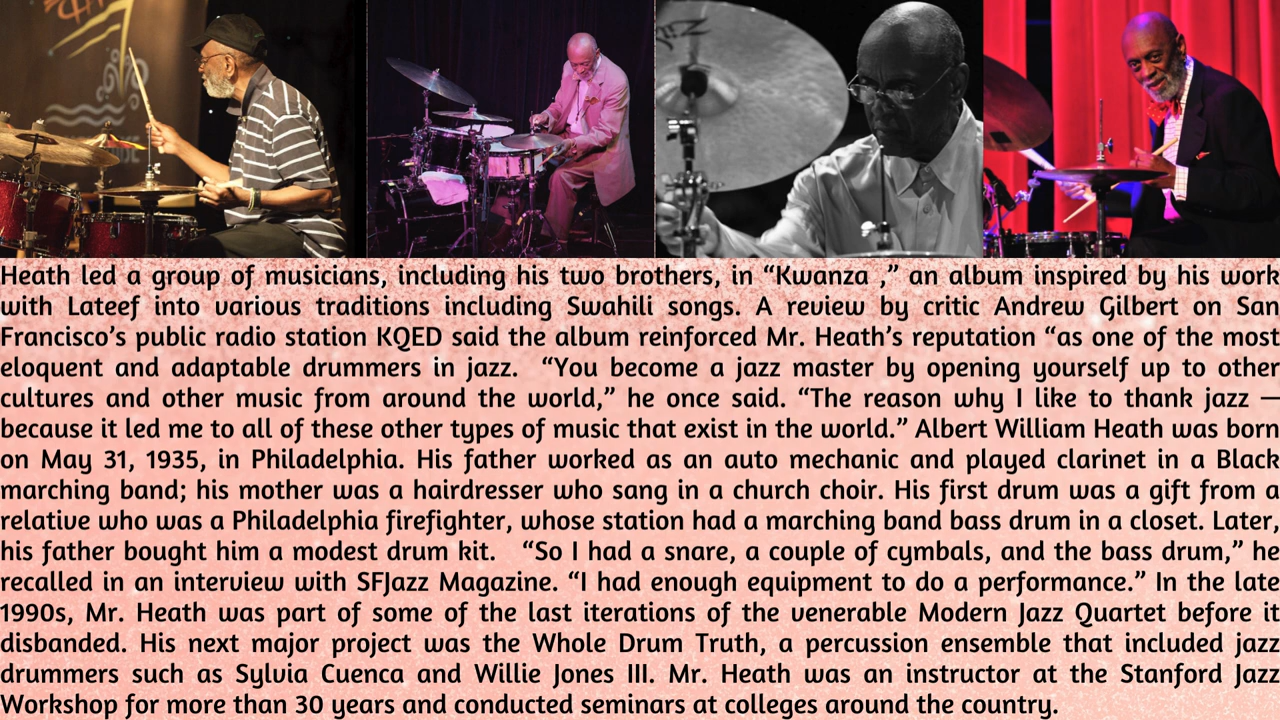 Heath led a group of musicians, including his two brothers, in “Kwanza ,” an album inspired by his work
with Lateef into various traditions including Swahili songs. A review by critic Andrew Gilbert on San
Francisco’s public radio station KQED said the album reinforced Mr. Heath’s reputation “as one of the most
eloquent and adaptable drummers in jazz.  “You become a jazz master by opening yourself up to other
cultures and other music from around the world,” he once said. “The reason why I like to thank jazz —
because it led me to all of these other types of music that exist in the world.” Albert William Heath was born
on May 31, 1935, in Philadelphia. His father worked as an auto mechanic and played clarinet in a Black
marching band; his mother was a hairdresser who sang in a church choir. His first drum was a gift from a
relative who was a Philadelphia firefighter, whose station had a marching band bass drum in a closet. Later,
his father bought him a modest drum kit.  “So I had a snare, a couple of cymbals, and the bass drum,” he
recalled in an interview with SFJazz Magazine. “I had enough equipment to do a performance.” In the late
1990s, Mr. Heath was part of some of the last iterations of the venerable Modern Jazz Quartet before it
disbanded. His next major project was the Whole Drum Truth, a percussion ensemble that included jazz
drummers such as Sylvia Cuenca and Willie Jones III. Mr. Heath was an instructor at the Stanford Jazz
Workshop for more than 30 years and conducted seminars at colleges around the country.